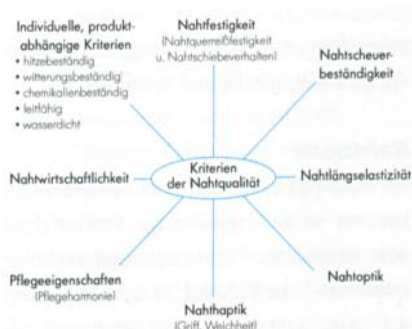 Individuelle, produkt-
abhängige Kriterien
• hitzebeständig
• witterungsbeständig
• chemikalienbeständig
• leitfähig
• wasserdicht
Nahtfestigkeit
(Nahtquerreißfestigkeit
u. Nahtschiebeverhalten)
Nahtscheuer-
beständigkeit
Nahtwirtschaftlichkeit
Kriterien
der Nahtqualität
Nahtlängselastizität
Pflegeeigenschaften
(Pflegeharmonie)
Nahthaptik
(Griff, Weichheit)
Nahtoptik